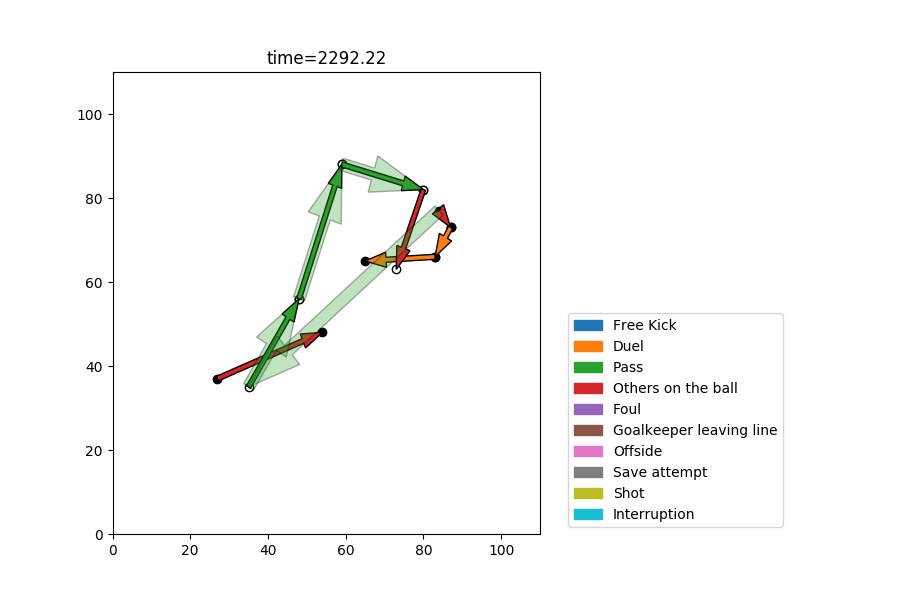 time=2292.22
100
80
60
40
20
0
0 20 40 60 80 100
Free Kick
Duel
Pass
Others on the ball
Foul
Goalkeeper leaving line
Offside
Save attempt
Shot
Interruption